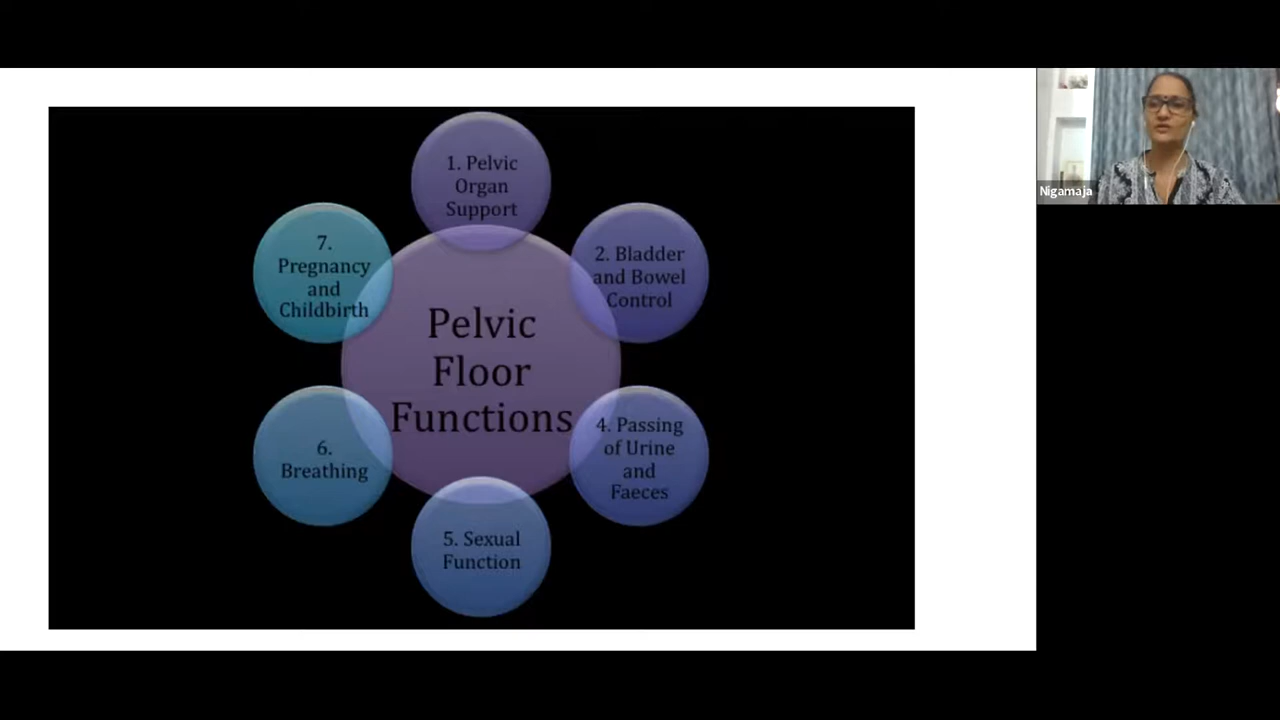 1. Pelvic
Organ
Support
2. Bladder
and Bowel
Control
4. Passing
of Urine
and
Faeces
5. Sexual
Function
6.
Breathing
7.
Pregnancy
and
Childbirth
Pelvic
Floor
Functions
Nigamaja